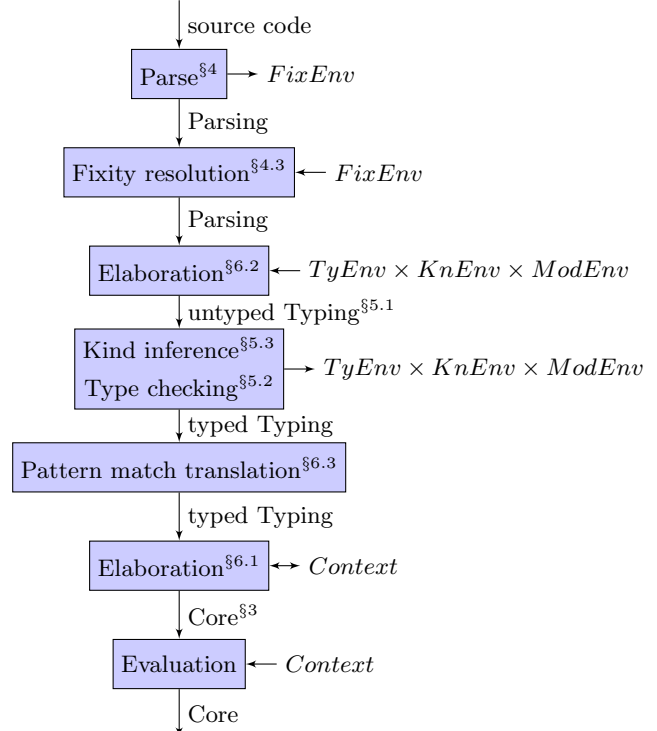 source code
Parse§4 FixEnv
Parsing
Fixity resolution§4.3 FixEnv
Parsing
Elaboration§6.2 TyEnv × KnEnv × ModEnv
untyped Typing§5.1
Kind inference§5.3
Type checking§5.2 TyEnv × KnEnv × ModEnv
typed Typing
Pattern match translation§6.3
typed Typing
Elaboration§6.1 Context
Core§3
Evaluation Context
Core